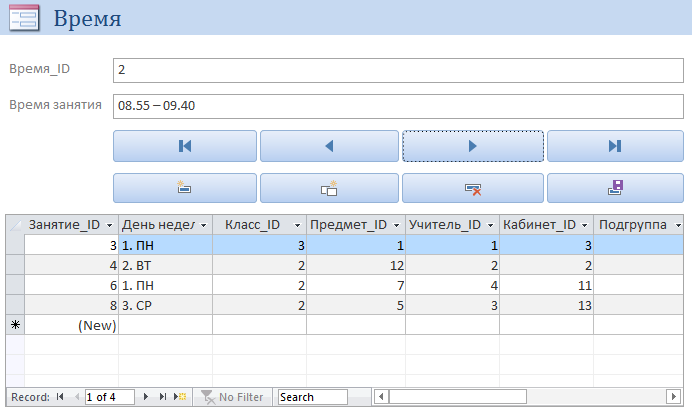 Время
Время_ID 2
Время занятия 08.55 – 09.40
Занятие_ID День недел Класс_ID Предмет_ID Учитель_ID Кабинет_ID Подгруппа
3 1. ПН 3 1 1 3
4 2. ВТ 2 12 2 2
6 1. ПН 2 7 4 11
8 3. СР 2 5 3 13
(New)
Record: 1 of 4 No Filter Search